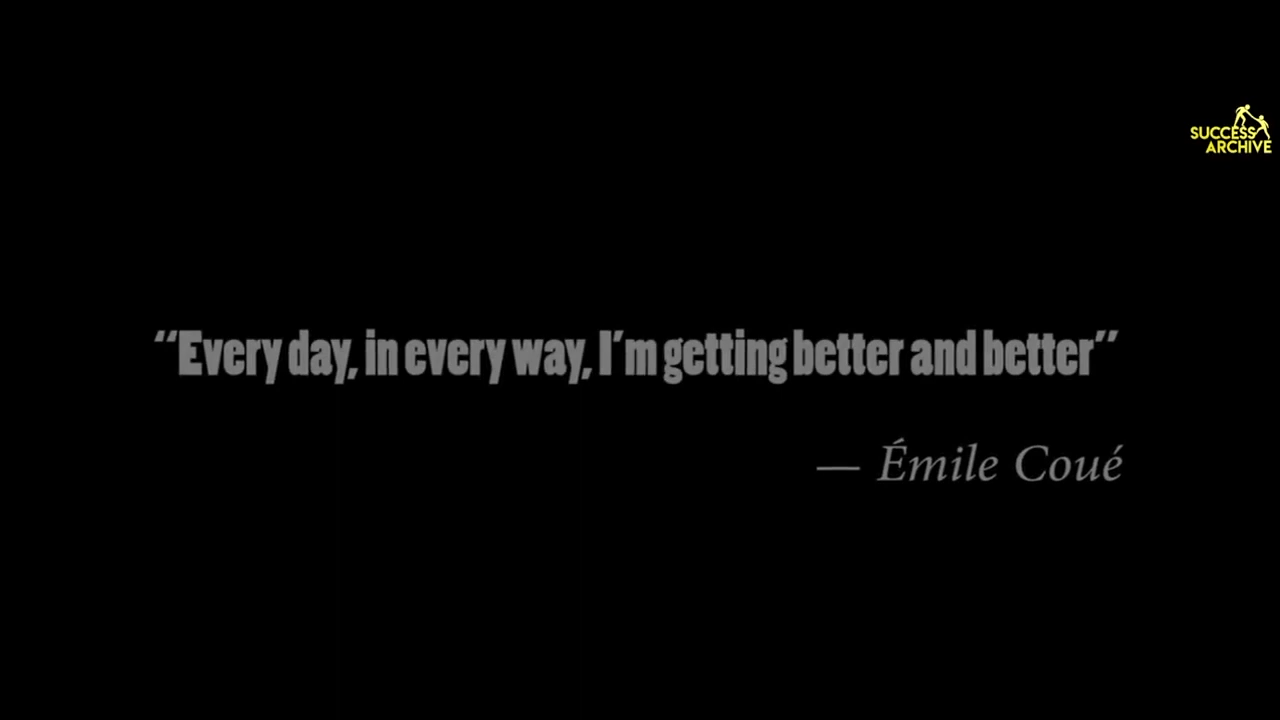 SUCCESS
ARCHIVE
“Every day, in every way, I'm getting better and better”
— Émile Coué